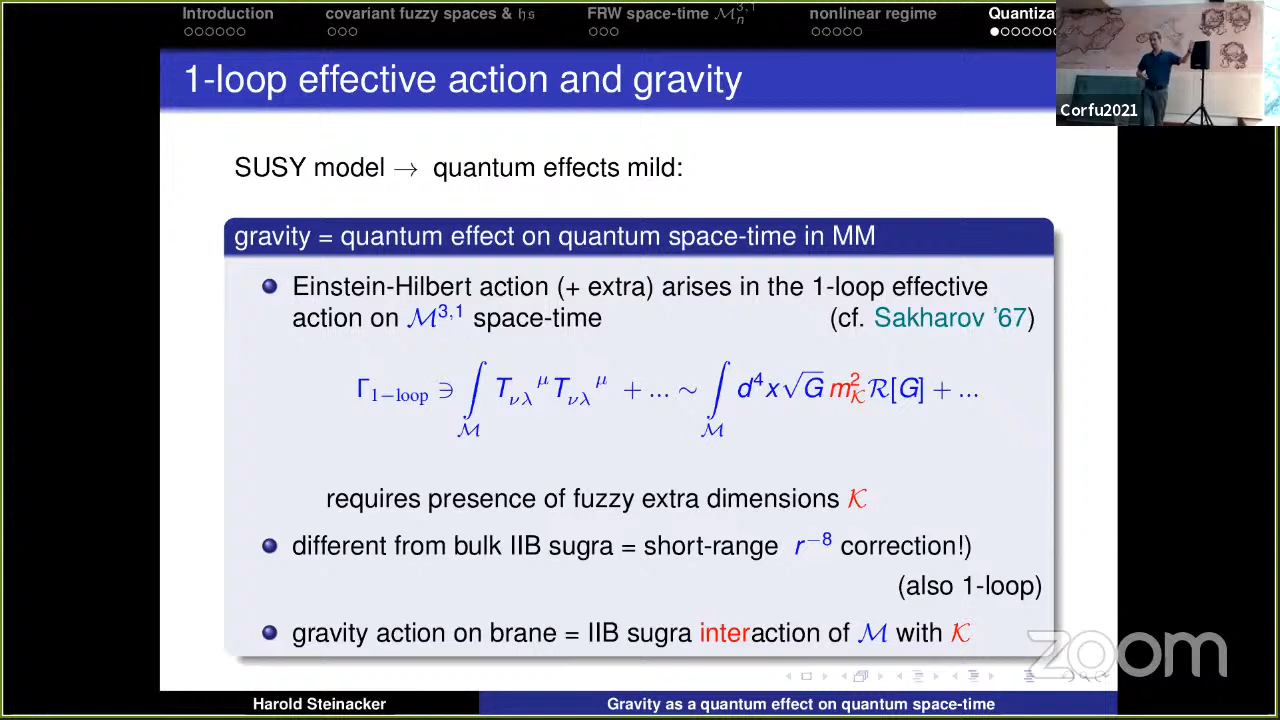 Introduction covariant fuzzy spaces & hs FRW space-time M_n^{3,1} nonlinear regime Quantiza
Corfu2021
1-loop effective action and gravity
SUSY model → quantum effects mild:
gravity = quantum effect on quantum space-time in MM
Einstein-Hilbert action (+ extra) arises in the 1-loop effective
action on M^{3,1} space-time (cf. Sakharov '67)
Γ_{1−loop} ∋ ∫_M T_{νλ}^μ T_{νλ}^μ + ... ∼ ∫_M d^4x√G m_K^2 R[G] + ...
requires presence of fuzzy extra dimensions K
different from bulk IIB sugra = short-range r^{−8} correction!)
(also 1-loop)
gravity action on brane = IIB sugra interaction of M with K
zoom
Harold Steinacker Gravity as a quantum effect on quantum space-time